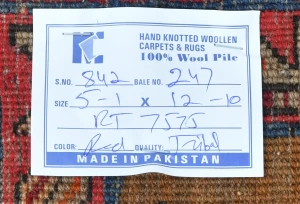 HAND KNOTTED WOOLLEN
CARPETS & RUGS
100% Wool Pile
S.NO. 842 BALE NO. 247
SIZE 5-1 X 12-10
RT 7575
COLOR: Red QUALITY: Tribal
MADE IN PAKISTAN